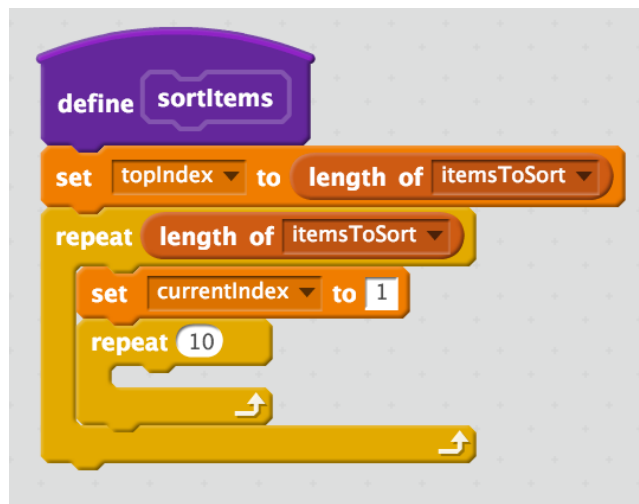 define sortItems
set topIndex to length of itemsToSort
repeat length of itemsToSort
set currentIndex to 1
repeat 10